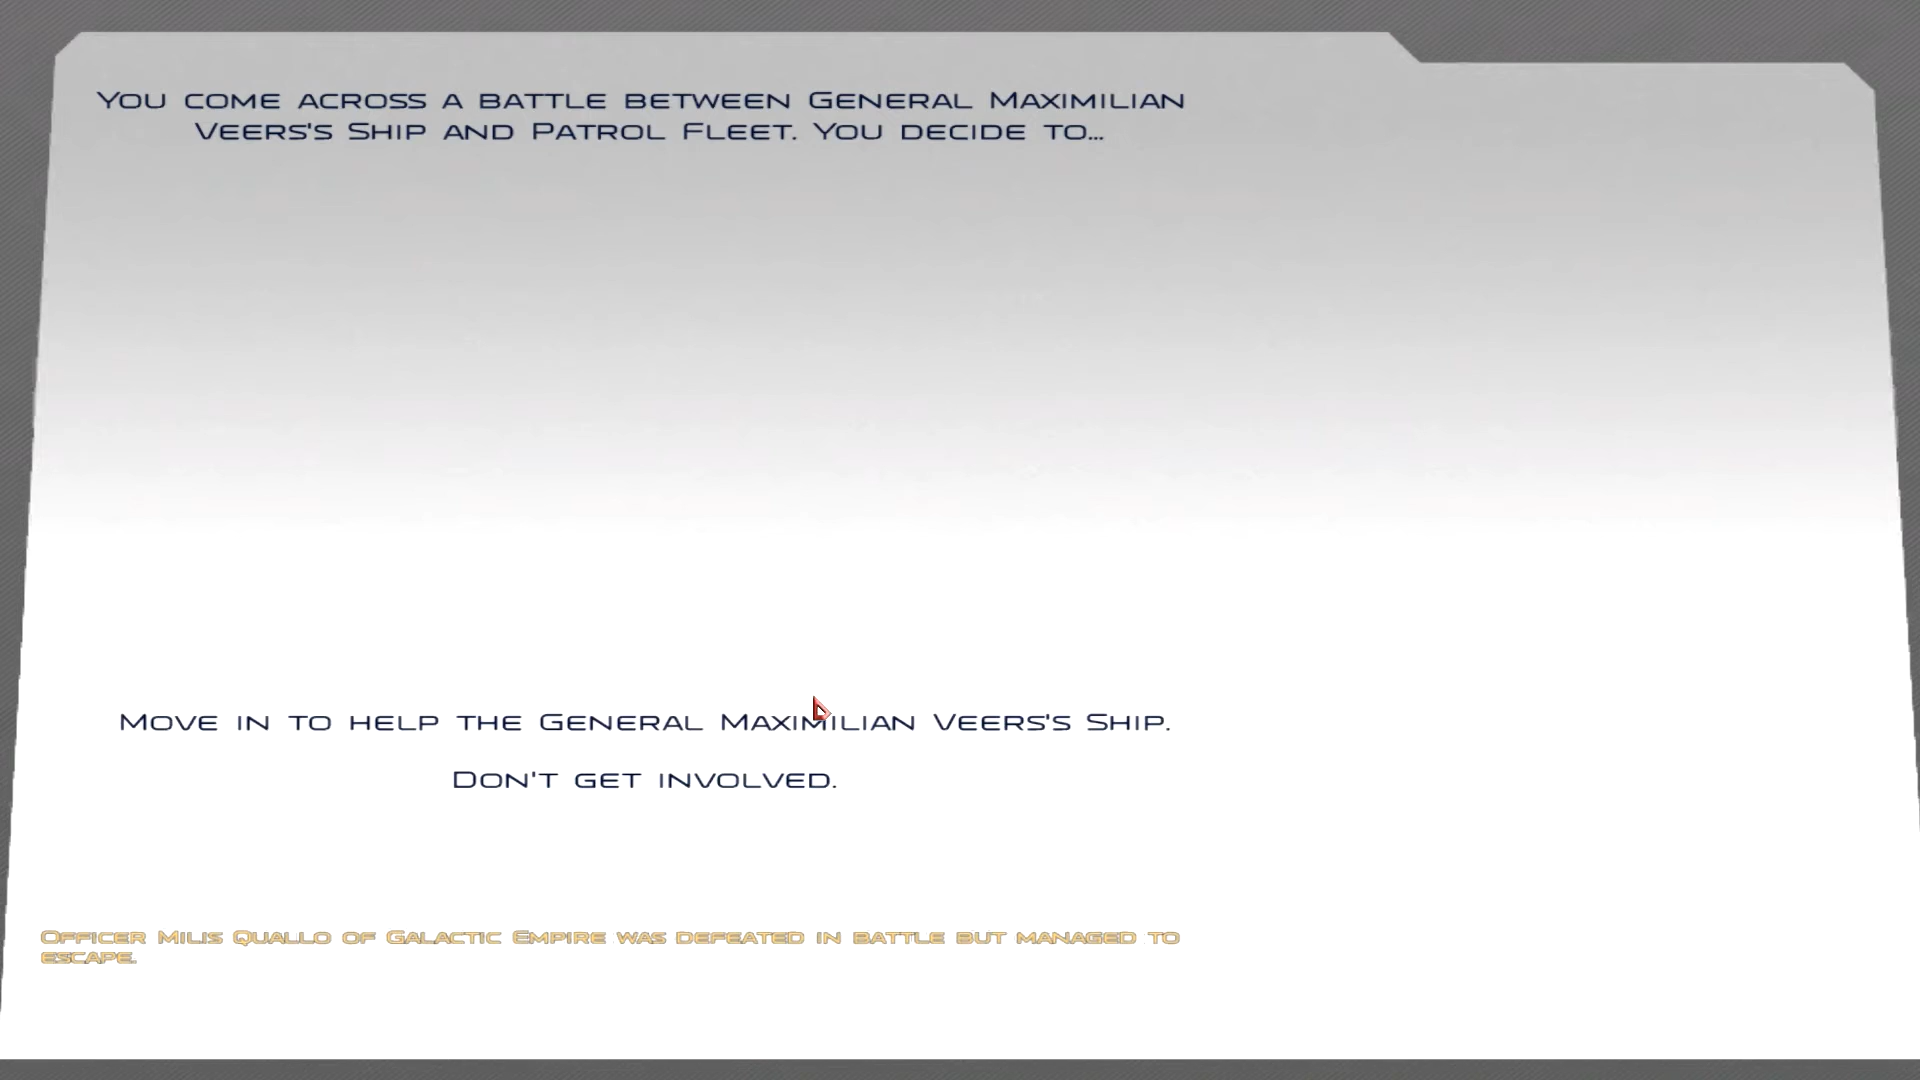 You come across a battle between General Maximilian
Veers's Ship and Patrol Fleet. You decide to...
Move in to help the General Maximilian Veers's Ship.
Don't get involved.
Officer Milis Quallo of Galactic Empire was defeated in battle but managed to
escape.